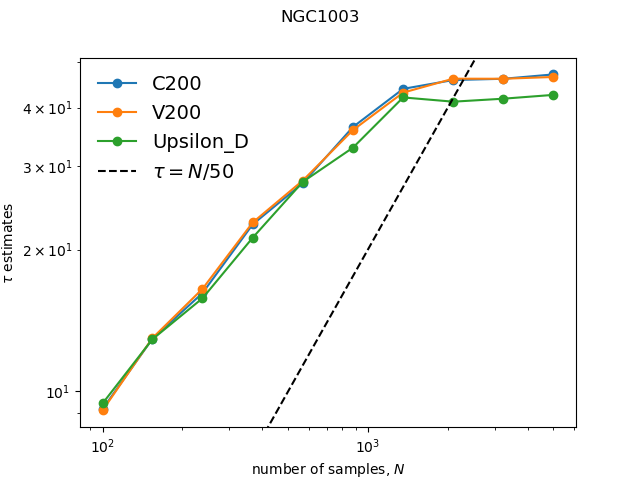 NGC1003
C200
V200
Upsilon_D
τ = N/50
4 × 10¹
3 × 10¹
2 × 10¹
10¹
τ estimates
10²
10³
number of samples, N